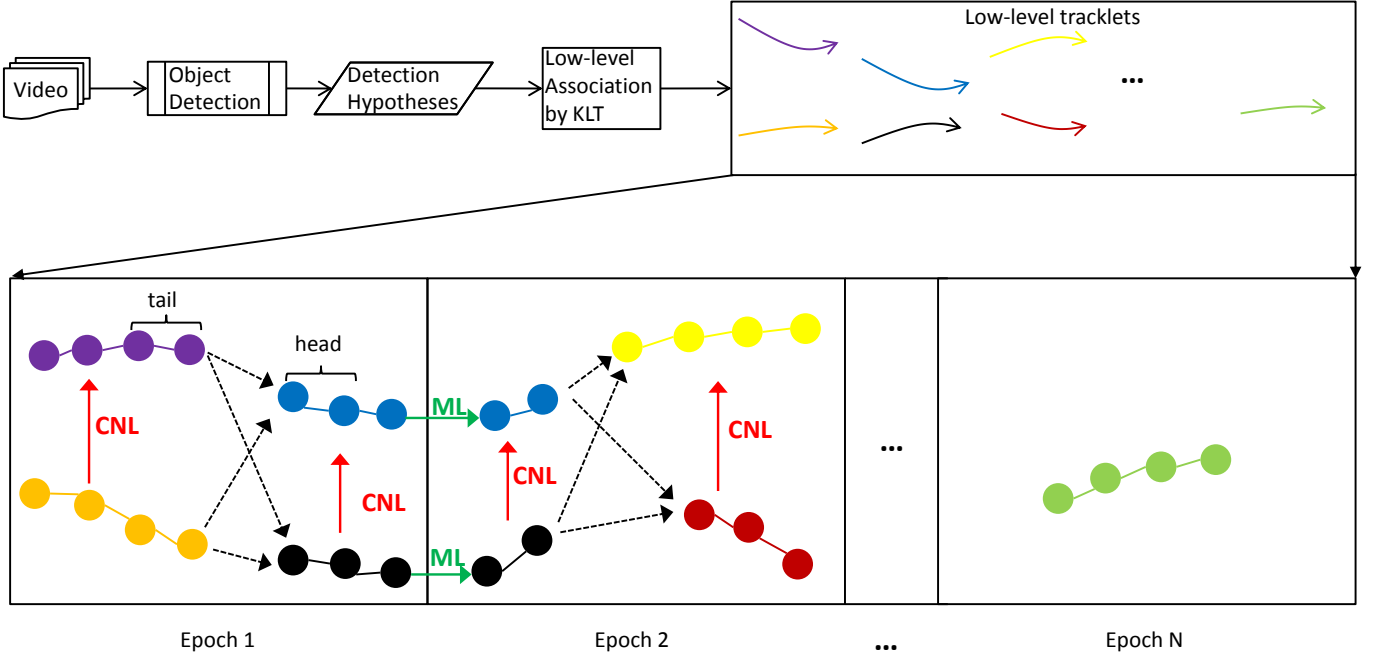 Low-level tracklets
Video
Object
Detection
Detection
Hypotheses
Low-level
Association
by KLT
...
tail
head
CNL
CNL
ML
ML
CNL
CNL
...
Epoch 1
Epoch 2
...
Epoch N